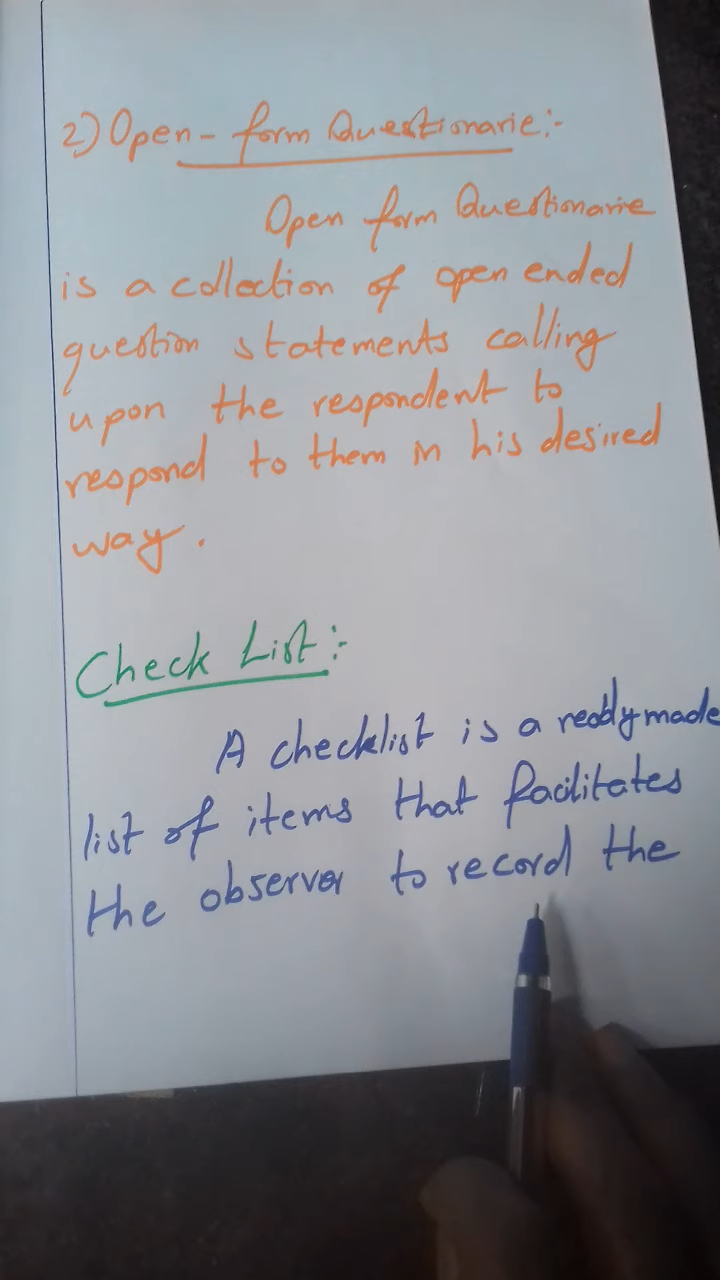 2) Open - form Questionarie :-
Open form Questionarie
is a collection of open ended
question statements calling
upon the respondent to
respond to them in his desired
way.
Check List :-
A checklist is a readymade
list of items that facilitates
the observer to record the